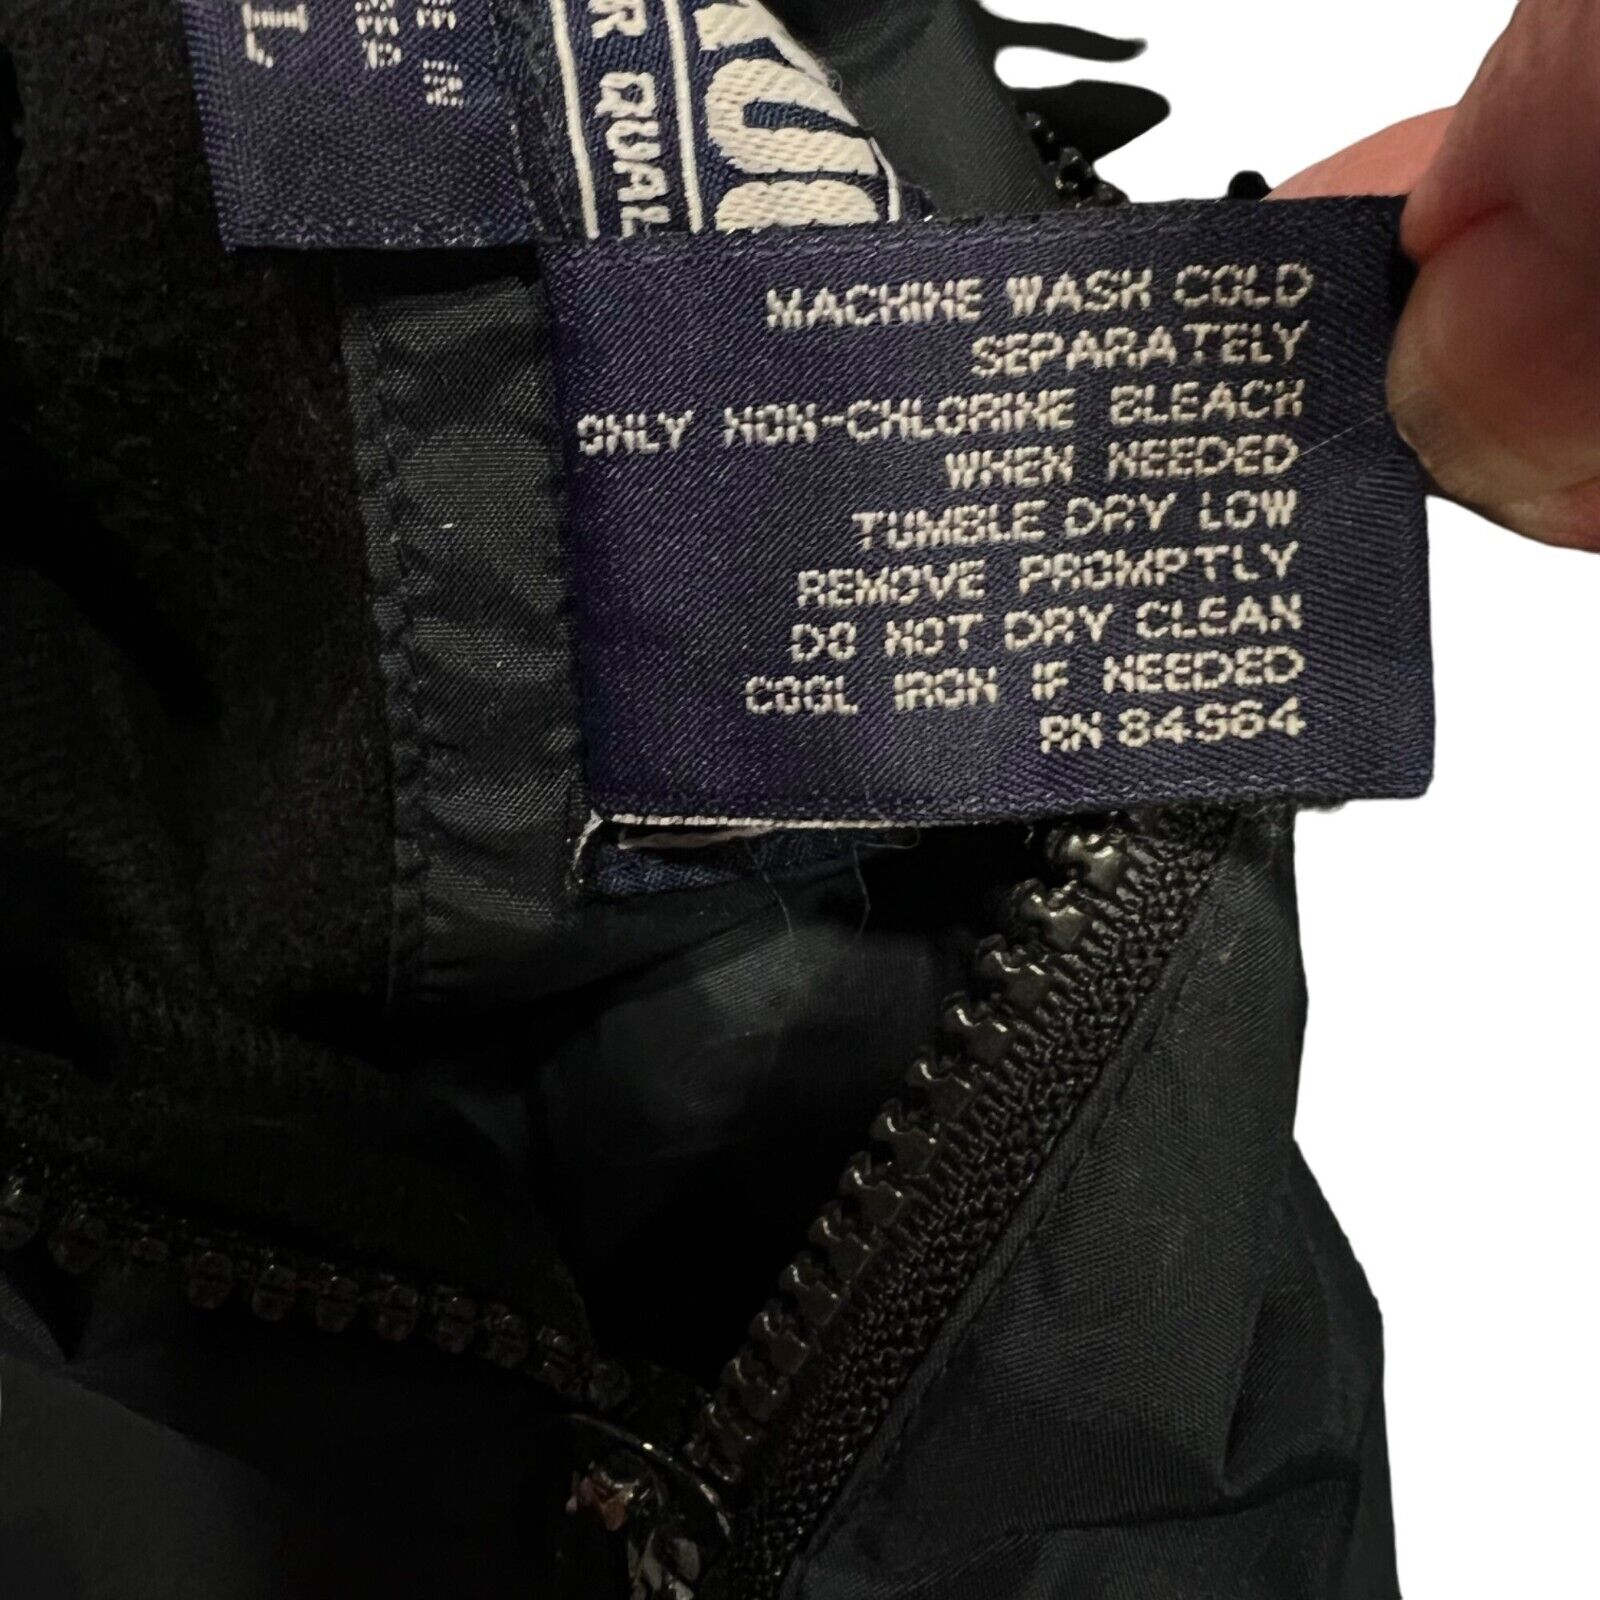 R QUAL
MACHINE WASH COLD
SEPARATELY
ONLY NON-CHLORINE BLEACH
WHEN NEEDED
TUMBLE DRY LOW
REMOVE PROMPTLY
DO NOT DRY CLEAN
COOL IRON IF NEEDED
RN 84964